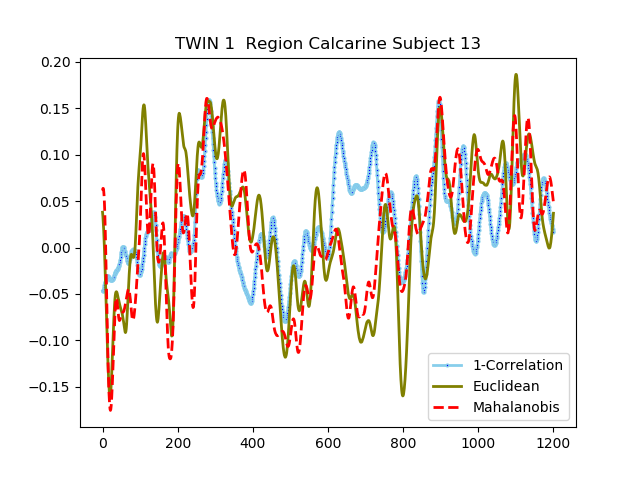 TWIN 1  Region Calcarine Subject 13
0.20
0.15
0.10
0.05
0.00
−0.05
−0.10
−0.15
0 200 400 600 800 1000 1200
1-Correlation
Euclidean
Mahalanobis